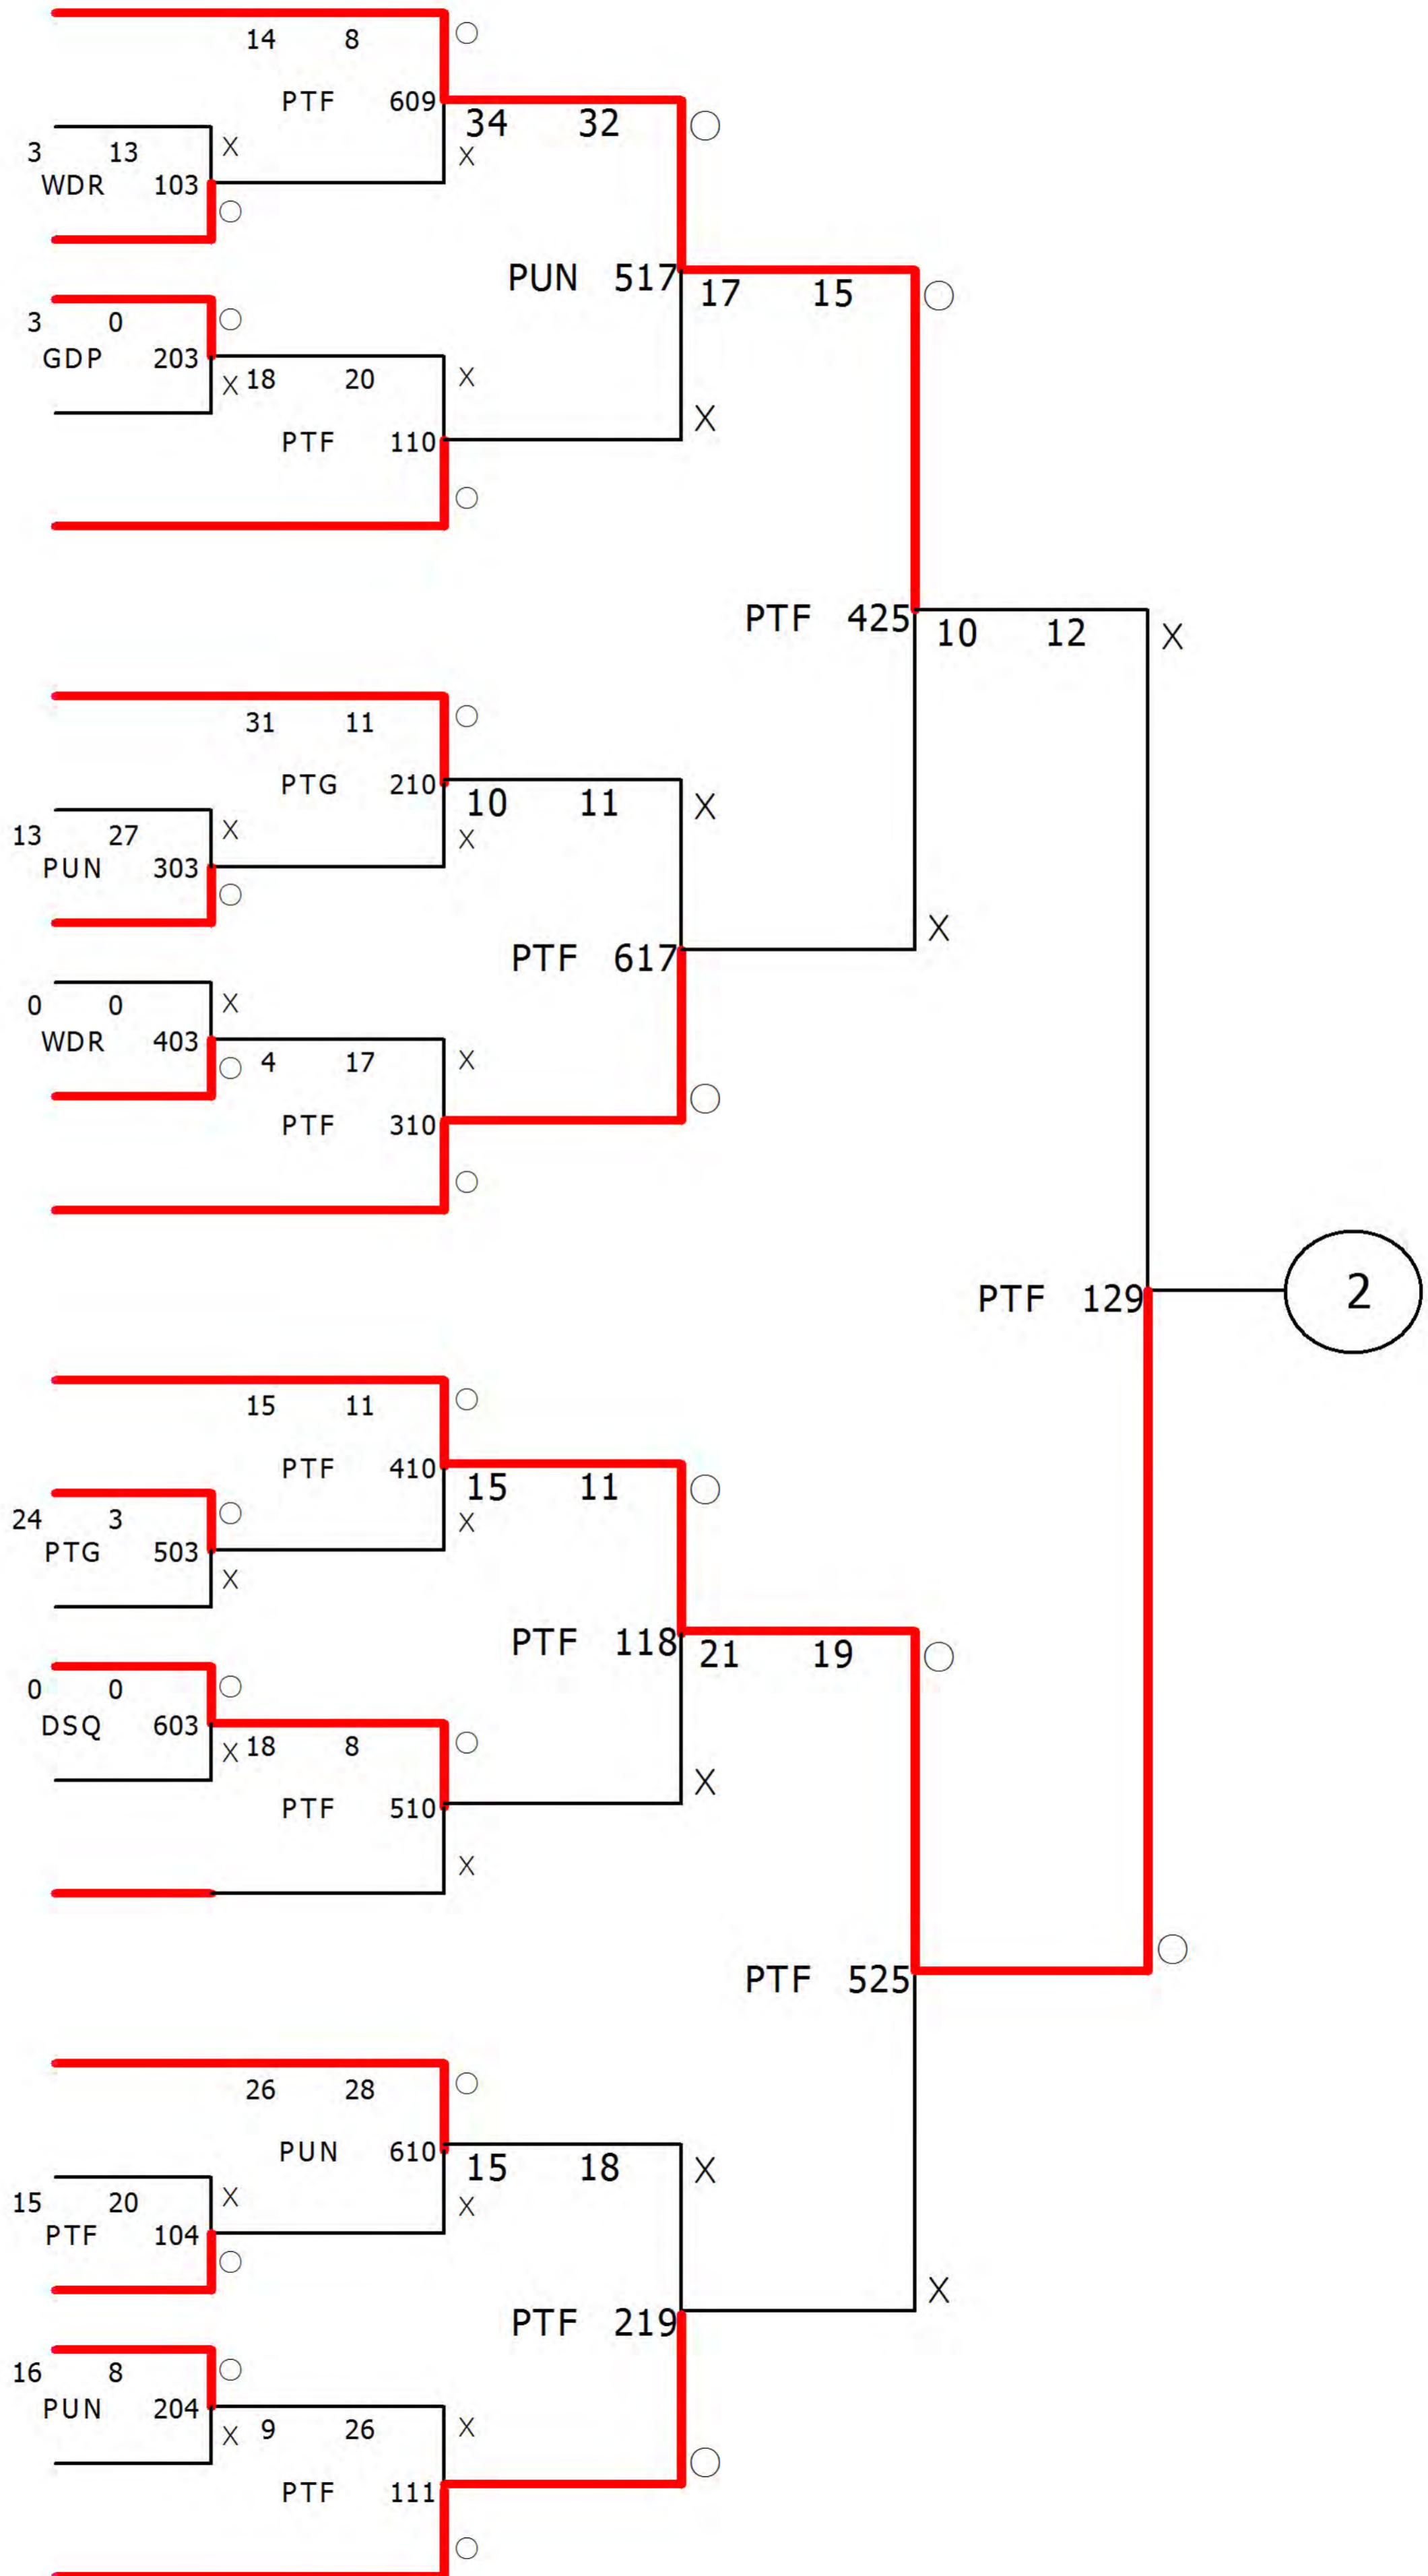 14 8
PTF 609
34 32
3 13 X
X
WDR 103
PUN 517
17 15
3 0
GDP 203
X 18 20 X
X
PTF 110
PTF 425
10 12 X
31 11
PTG 210
10 11 X
13 27 X
X
PUN 303
X
PTF 617
0 0 X
WDR 403
4 17 X
PTF 310
2
PTF 129
15 11
PTF 410
15 11
24 3
X
PTG 503
X
PTF 118
21 19
0 0
DSQ 603
X 18 8
X
PTF 510
X
PTF 525
26 28
PUN 610
15 18 X
15 20 X
X
PTF 104
X
PTF 219
16 8
PUN 204
X 9 26 X
PTF 111